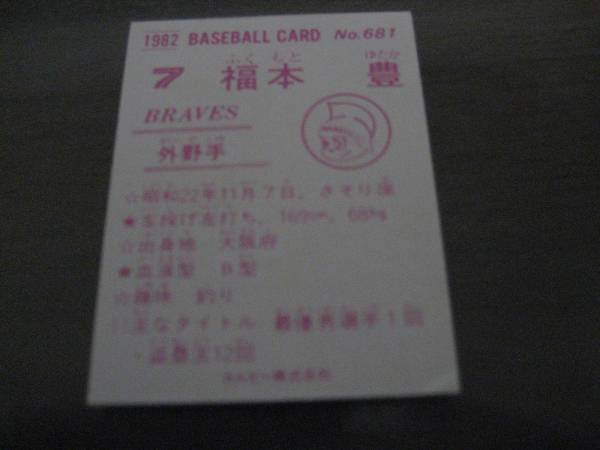 1982 BASEBALL CARD No.681
ふく もと ゆたか
7 福本 豊
BRAVES
外野手
☆昭和22年11月7日、さそり座
★左投げ左打ち、169cm、68kg
☆出身地 大阪府
★血液型 B型
☆趣味 釣り
主なタイトル 最優秀選手1回
・盗塁王12回
カルビー株式会社